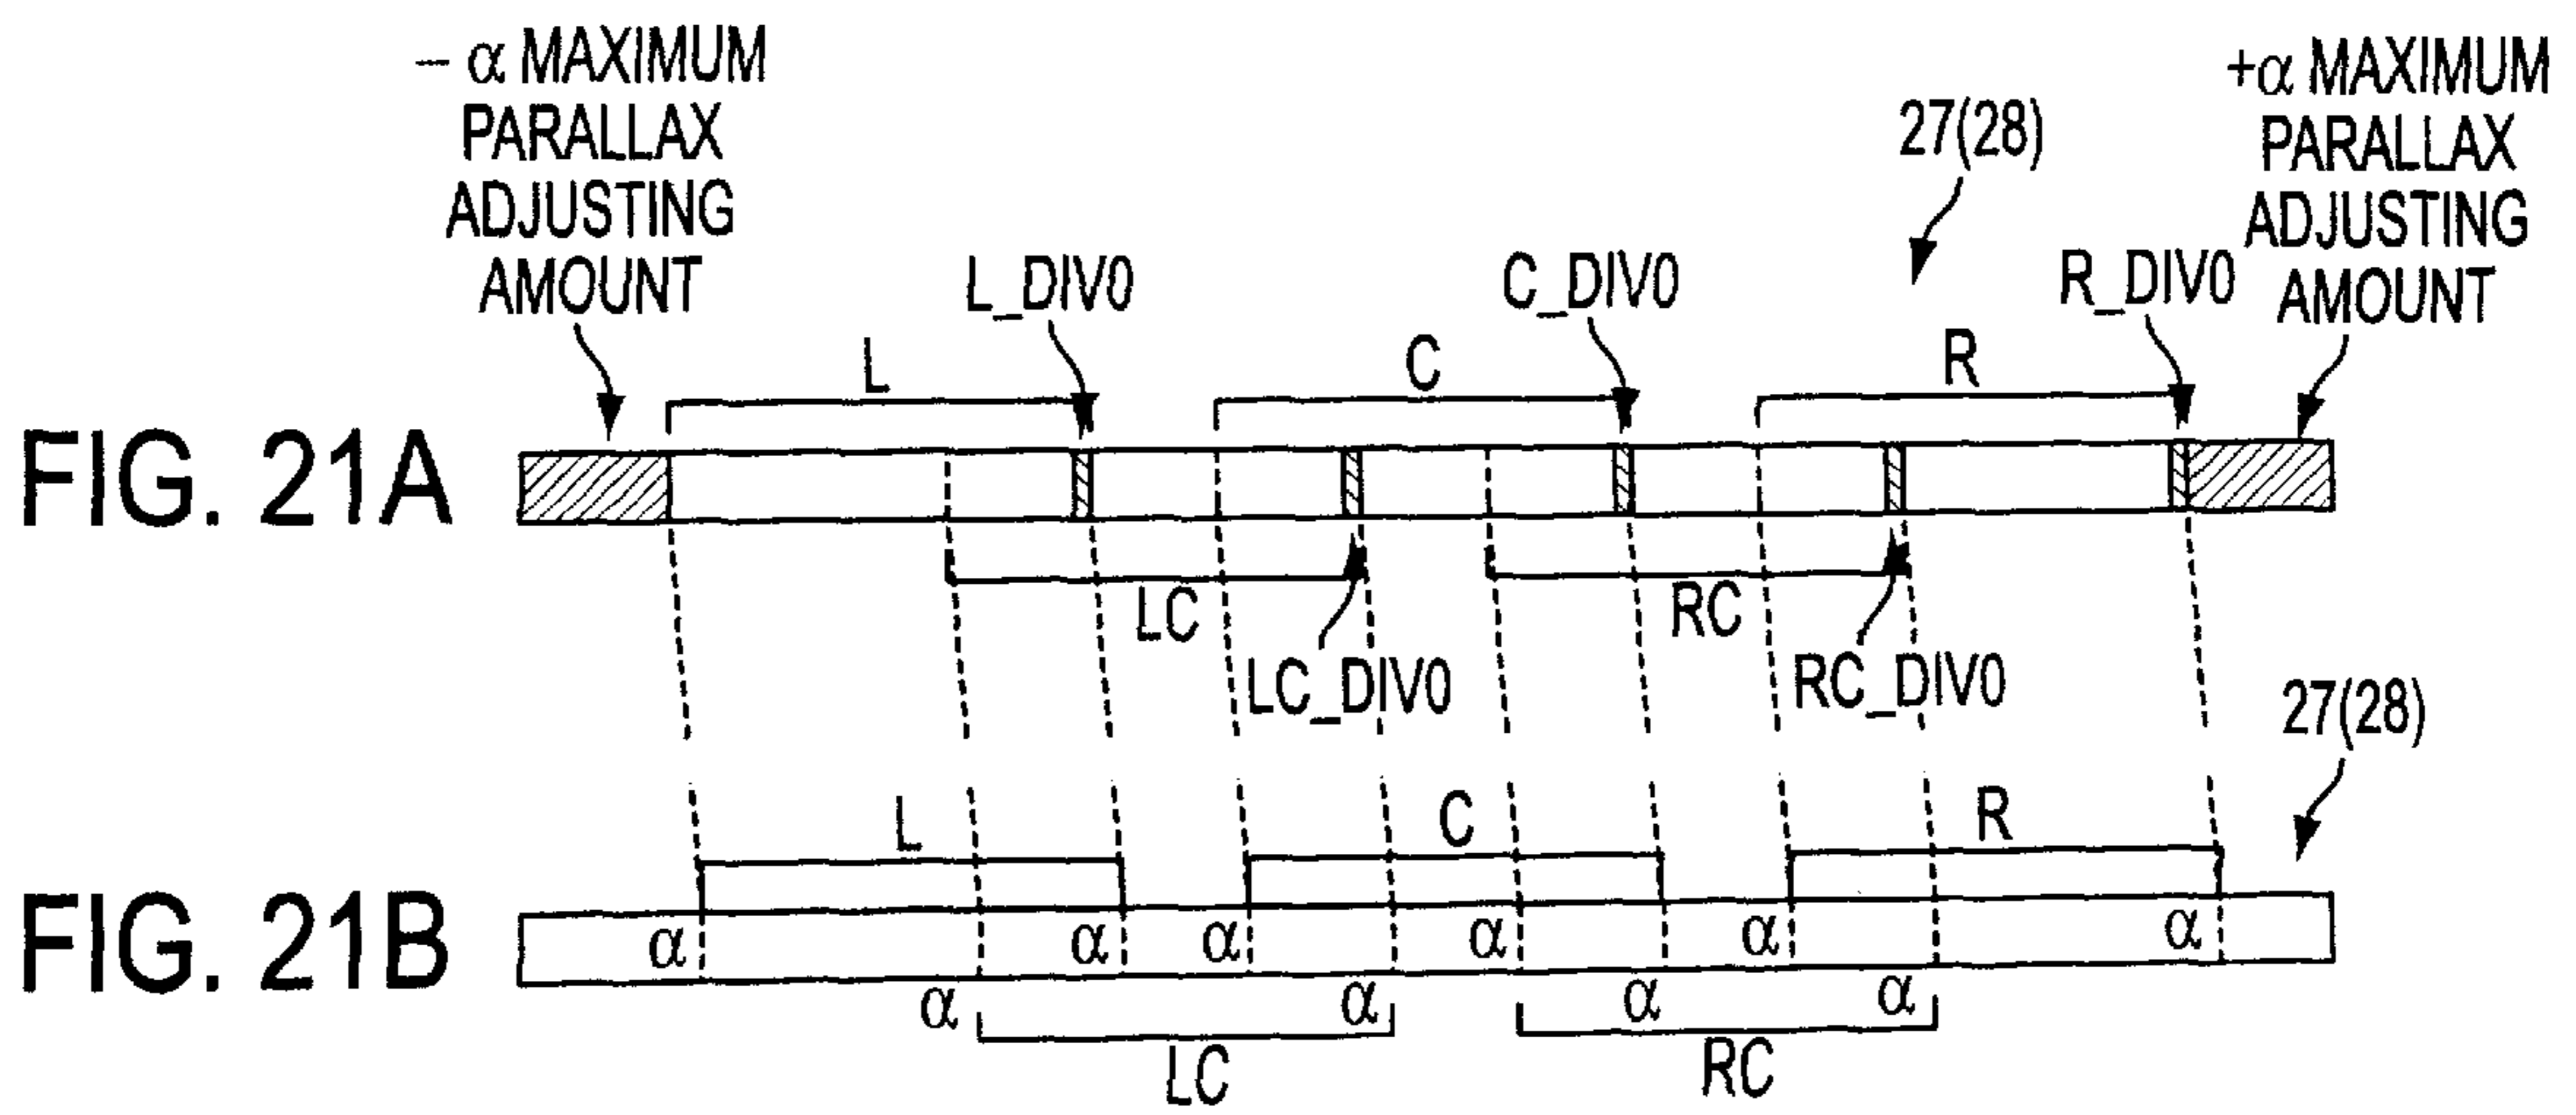 – α MAXIMUM
PARALLAX
ADJUSTING
AMOUNT
+α MAXIMUM
PARALLAX
ADJUSTING
AMOUNT
27(28)
L_DIV0
C_DIV0
R_DIV0
L
C
R
FIG. 21A
LC
RC
LC_DIV0
RC_DIV0
27(28)
L
C
R
FIG. 21B
α
α
α
α
α
α
α
α
α
α
LC
RC